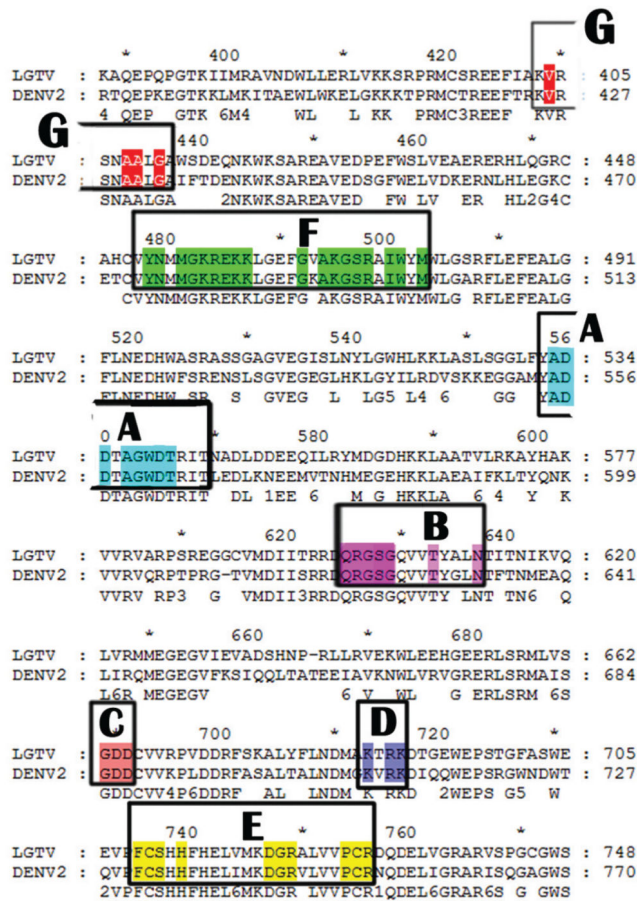 G
* 400 * 420 *
LGTV : KAQEPQPGTKIIMRAVNDWLLERLVKKSRPRMCSREEFIAKVR : 405
DENV2 : RTQEPKEGTKKLMKITAEWLWKELGKKKTPRMCTREEFTRKVR : 427
4 QEP GTK 6M4 WL L KK PRMC3REEF KVR
G
440 * 460 *
LGTV : SNAALGAWSDEQNKWKSAREAVEDPEFWSLVEAERERHLQGRC : 448
DENV2 : SNAALGAIFTDENKWKSAREAVEDSGFWELVDKERNLHLEGKC : 470
SNAALGA 2NKWKSAREAVED FW LV ER HL2G4C
480 * F 500 *
LGTV : AHCVYNMMGKREKKLGEFGVAKGSRAIWYMWLGSRFLEFEALG : 491
DENV2 : ETCVYNMMGKREKKLGEFGKAKGSRAIWYMWLGARFLEFEALG : 513
CVYNMMGKREKKLGEFG AKGSRAIWYMWLG RFLEFEALG
A
520 * 540 * 56
LGTV : FLNEDHWASRASSGAGVEGISLNYLGWHLKKLASLSGGLFYAD : 534
DENV2 : FLNEDHWFSRENSLSGVEGEGLHKLGYILRDVSKKEGGAMYAD : 556
FLNEDHW SR S GVEG L LG5 L4 6 GG YAD
0 A * 580 * 600
LGTV : DTAGWDTRITNADLDDEEQILRYMDGDHKKLAATVLRKAYHAK : 577
DENV2 : DTAGWDTRITLEDLKNEEMVTNHMEGEHKKLAEAIFKLTYQNK : 599
DTAGWDTRIT DL 1EE 6 M G HKKLA 64 Y K
* 620 * B 640
LGTV : VVRVARPSREGGCVMDIITRRDQRGSGQVVTYALNTITNIKVQ : 620
DENV2 : VVRVQRPTPRG-TVMDIISRRDQRGSGQVVTYGLNTFTNMEAQ : 641
VVRV RP3 G VMDII3RRDQRGSGQVVTY LNT TN6 Q
* 660 * 680
LGTV : LVRMMEGEGVIEVADSHNP-RLLRVEKWLEEHGEERLSRMLVS : 662
DENV2 : LIRQMEGEGVFKSIQQLTATEEIAVKNWLVRVGRERLSRMAIS : 684
L6R MEGEGV 6 V WL G ERLSRM 6S
C * 700 * D 720 *
LGTV : GDDCVVRPVDDRFSKALYFLNDMAKTRKDTGEWEPSTGFASWE : 705
DENV2 : GDDCVVKPLDDRFASALTALNDMGKVRKDIQQWEPSRGWNDWT : 727
GDDCVV4P6DDRF AL LNDM K RKD 2WEPS G5 W
740 E * 760 *
LGTV : EVPFCSHHFHELVMKDGRALVVPCRDQDELVGRARVSPGCGWS : 748
DENV2 : QVPFCSHHFHELIMKDGRVLVVPCRNQDELIGRARISQGAGWS : 770
2VPFCSHHFHEL6MKDGR LVVPCR1QDEL6GRAR6S G GWS